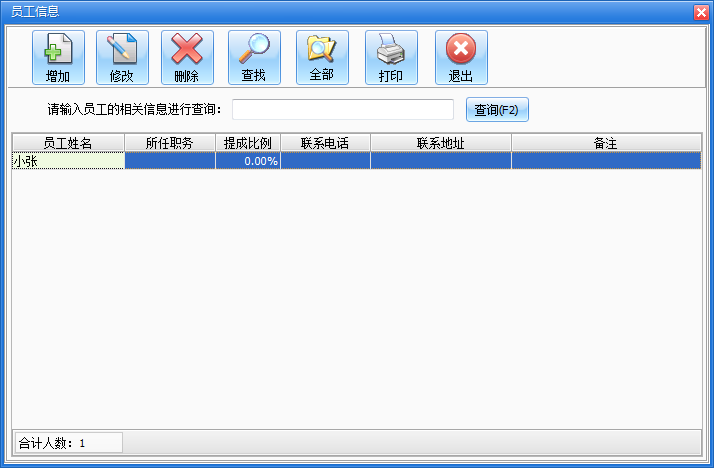 员工信息
增加 修改 删除 查找 全部 打印 退出
请输入员工的相关信息进行查询： 查询(F2)
员工姓名 所任职务 提成比例 联系电话 联系地址 备注
小张 0.00%
合计人数：1